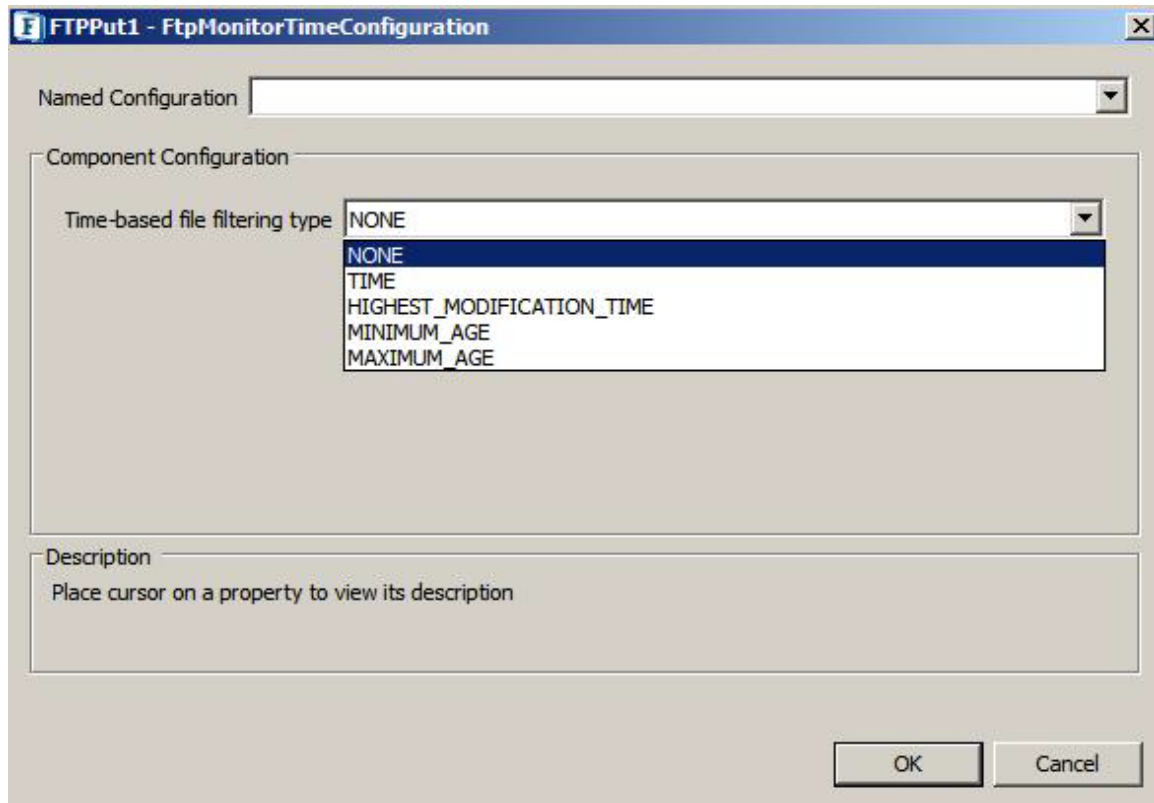 FTPPut1 - FtpMonitorTimeConfiguration
Named Configuration
Component Configuration
Time-based file filtering type NONE
NONE
TIME
HIGHEST_MODIFICATION_TIME
MINIMUM_AGE
MAXIMUM_AGE
Description
Place cursor on a property to view its description
OK Cancel